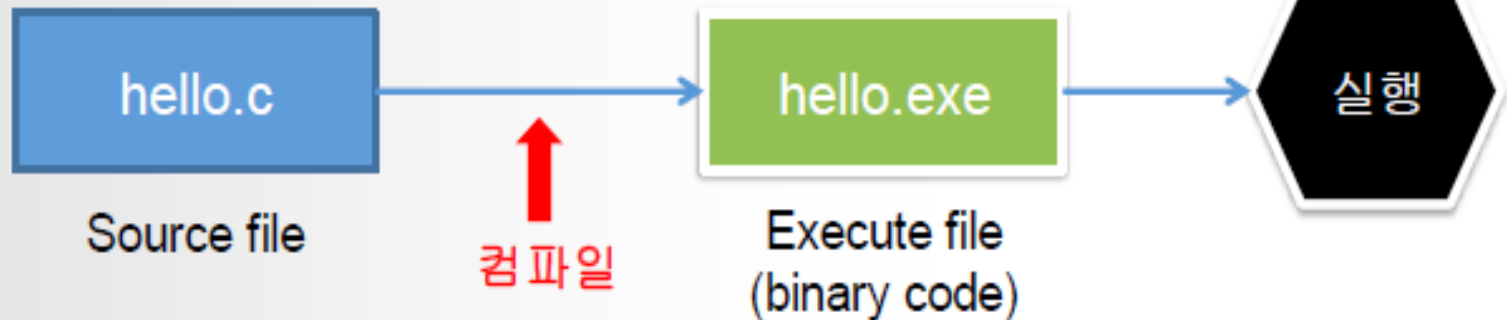 hello.c
hello.exe
실행
Source file
컴파일
Execute file
(binary code)